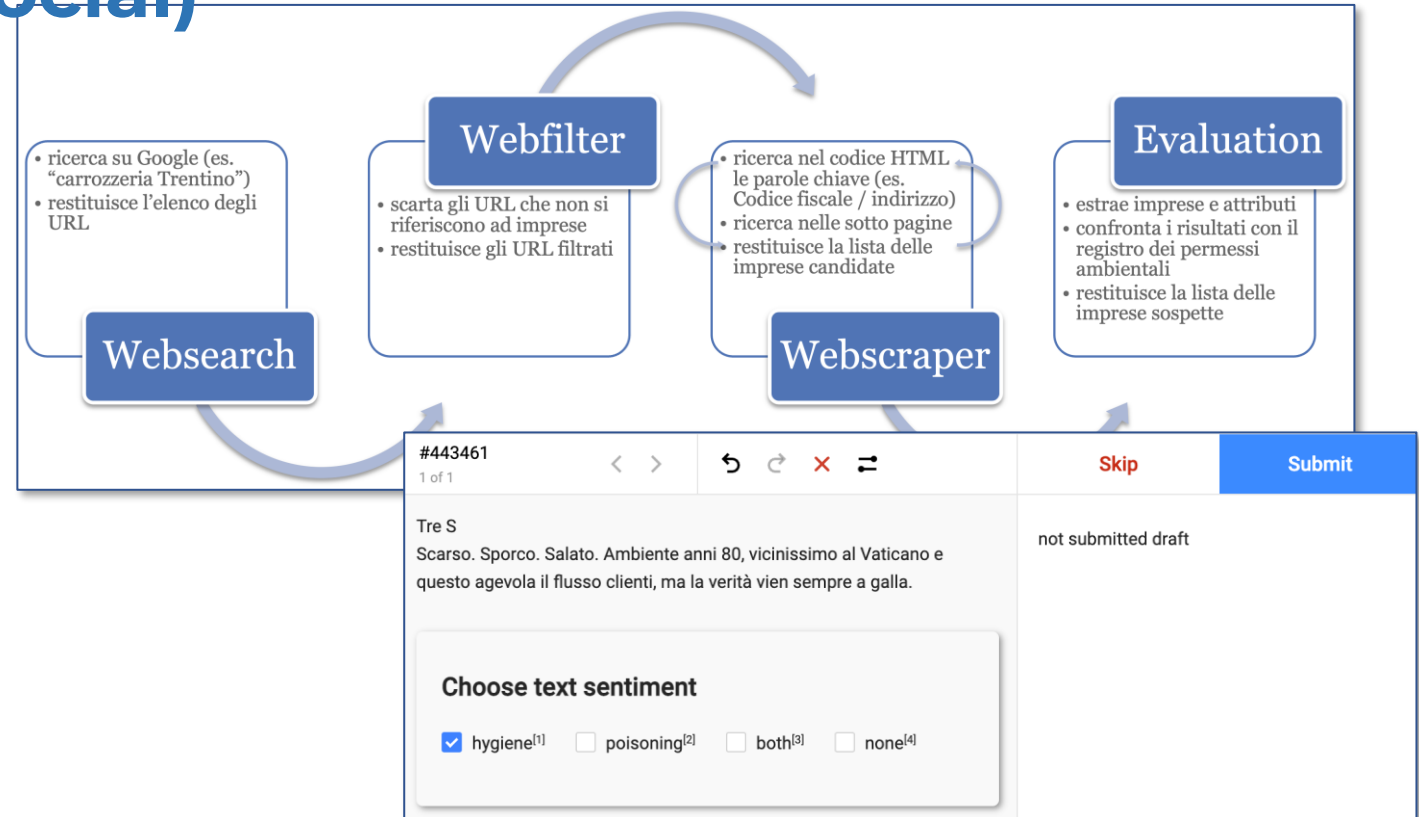 ocial)
• ricerca su Google (es.
“carrozzeria Trentino”)
• restituisce l’elenco degli
URL
Websearch
Webfilter
• scarta gli URL che non si
riferiscono ad imprese
• restituisce gli URL filtrati
• ricerca nel codice HTML
le parole chiave (es.
Codice fiscale / indirizzo)
• ricerca nelle sotto pagine
• restituisce la lista delle
imprese candidate
Webscraper
Evaluation
• estrae imprese e attributi
• confronta i risultati con il
registro dei permessi
ambientali
• restituisce la lista delle
imprese sospette
#443461
1 of 1
Skip
Submit
Tre S
Scarso. Sporco. Salato. Ambiente anni 80, vicinissimo al Vaticano e
questo agevola il flusso clienti, ma la verità vien sempre a galla.
not submitted draft
Choose text sentiment
hygiene[1] poisoning[2] both[3] none[4]